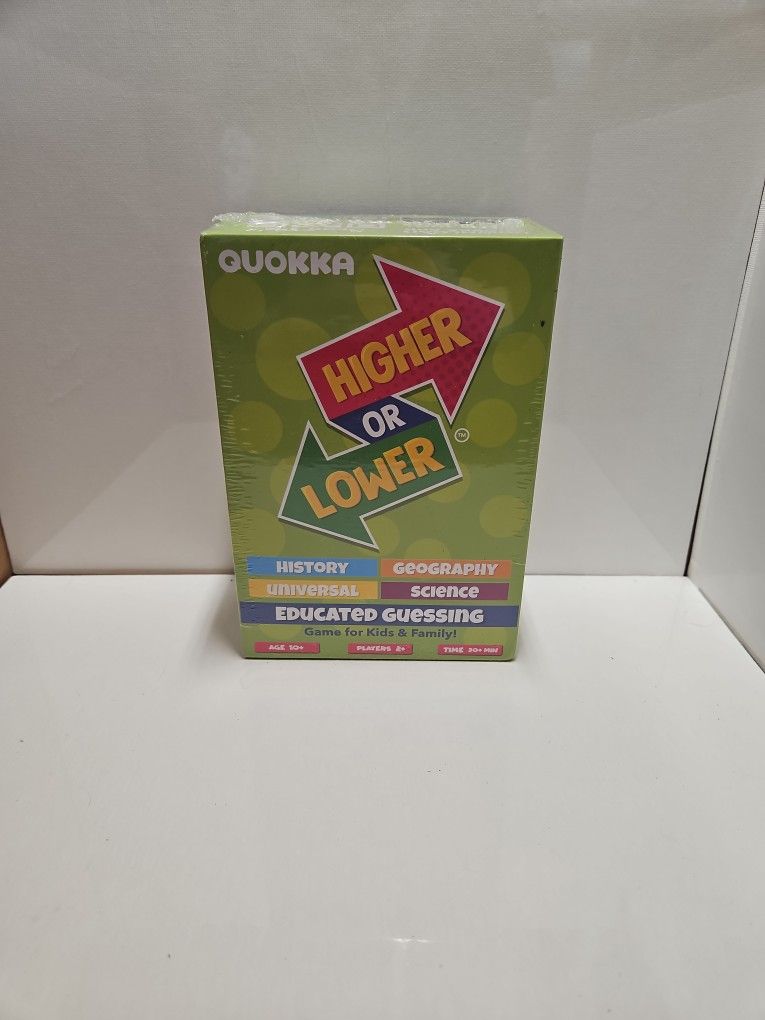 QUOKKA
HIGHER
OR
LOWER
TM
HISTORY
GEOGRAPHY
UNIVERSAL
SCIENCE
EDUCATED GUESSING
Game for Kids & Family!
AGE 10+
PLAYERS 2+
TIME 20+ MIN